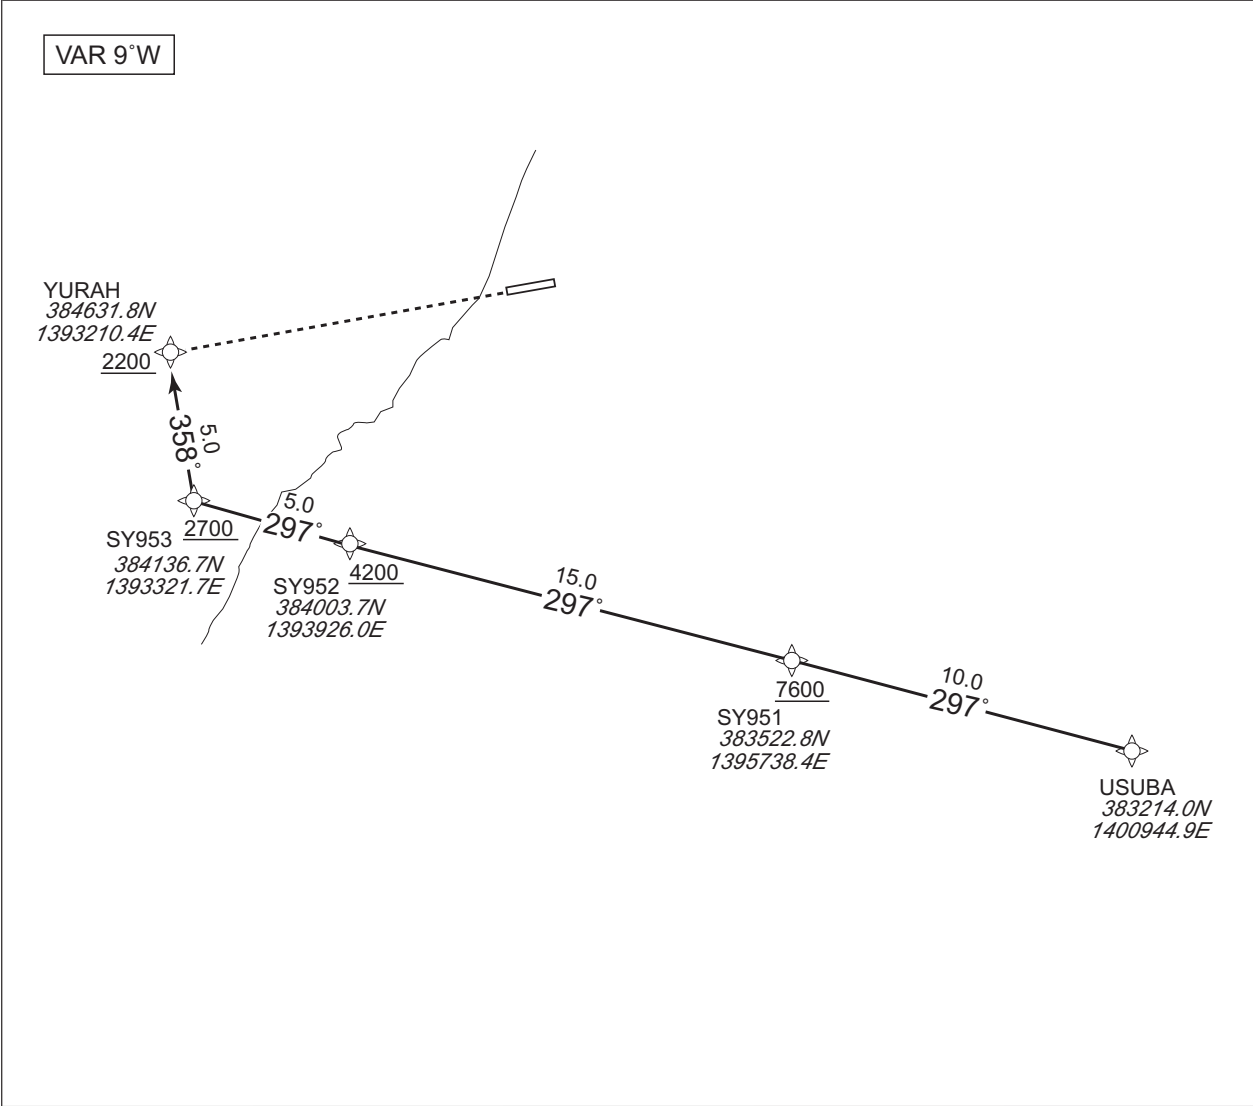 VAR 9°W
YURAH
384631.8N
1393210.4E
2200
5.0
358°
5.0
297°
2700
SY953
384136.7N
1393321.7E
4200
SY952
384003.7N
1393926.0E
15.0
297°
7600
SY951
383522.8N
1395738.4E
10.0
297°
USUBA
383214.0N
1400944.9E